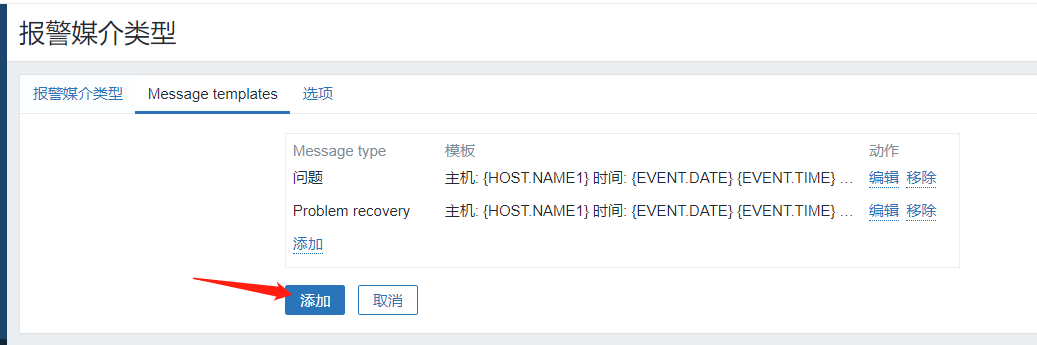 报警媒介类型
报警媒介类型 Message templates 选项
Message type 模板 动作
问题 主机: {HOST.NAME1} 时间: {EVENT.DATE} {EVENT.TIME} ... 编辑 移除
Problem recovery 主机: {HOST.NAME1} 时间: {EVENT.DATE} {EVENT.TIME} ... 编辑 移除
添加
添加 取消